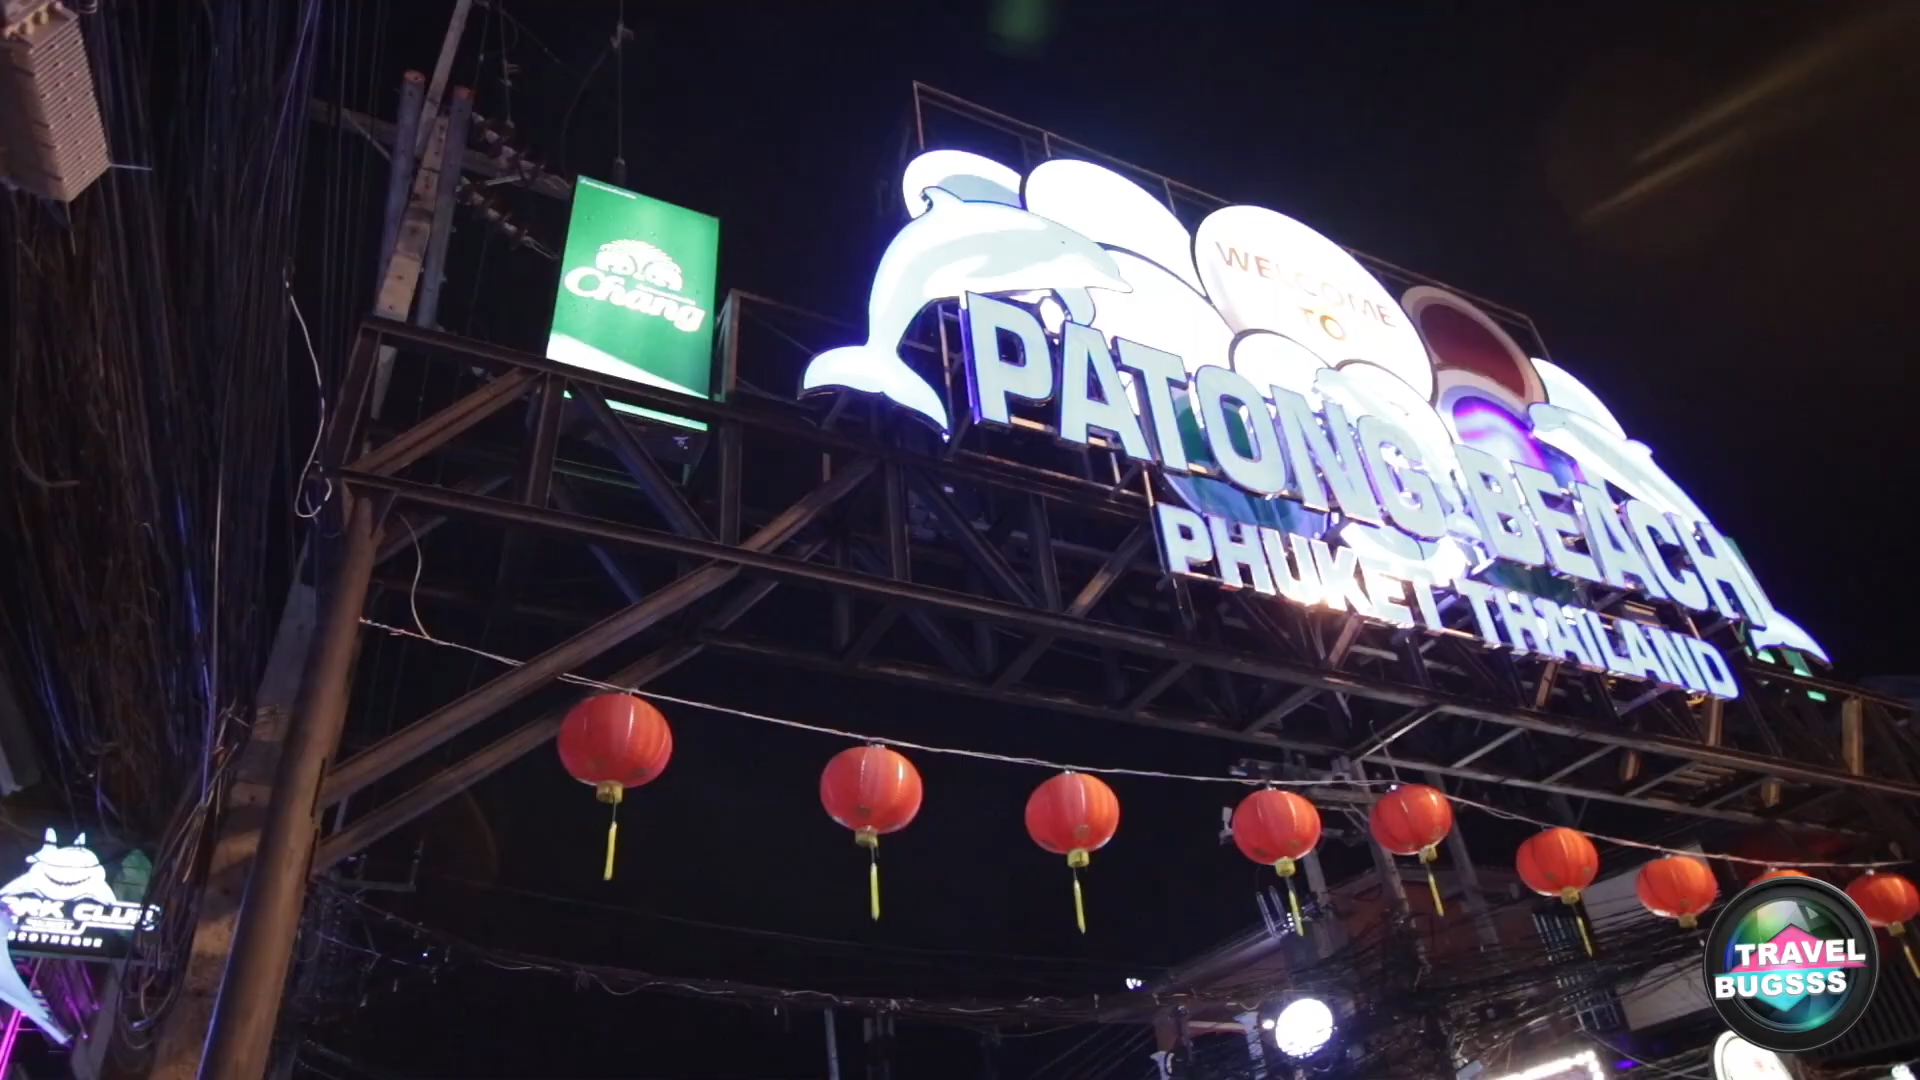 Chang
WELCOME
TO
PATONG BEACH
PHUKET THAILAND
TRAVEL
BUGSSS